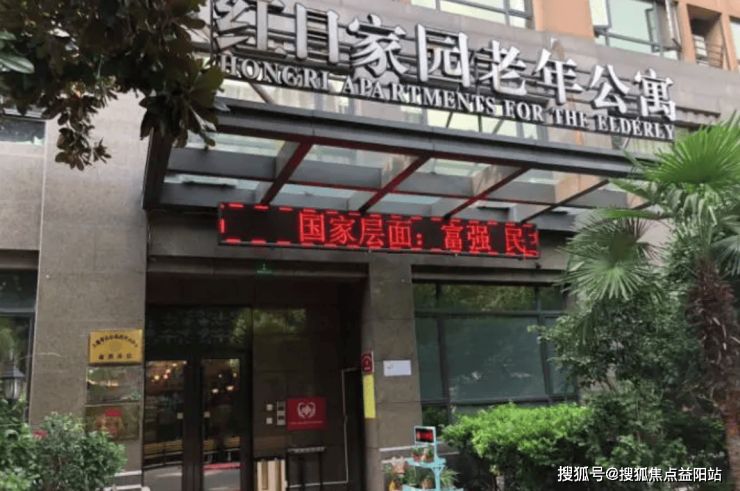 红日家园老年公寓
HONGRI APARTMENTS FOR THE ELDERLY
国家层面：富强 民主
搜狐号@搜狐焦点益阳站